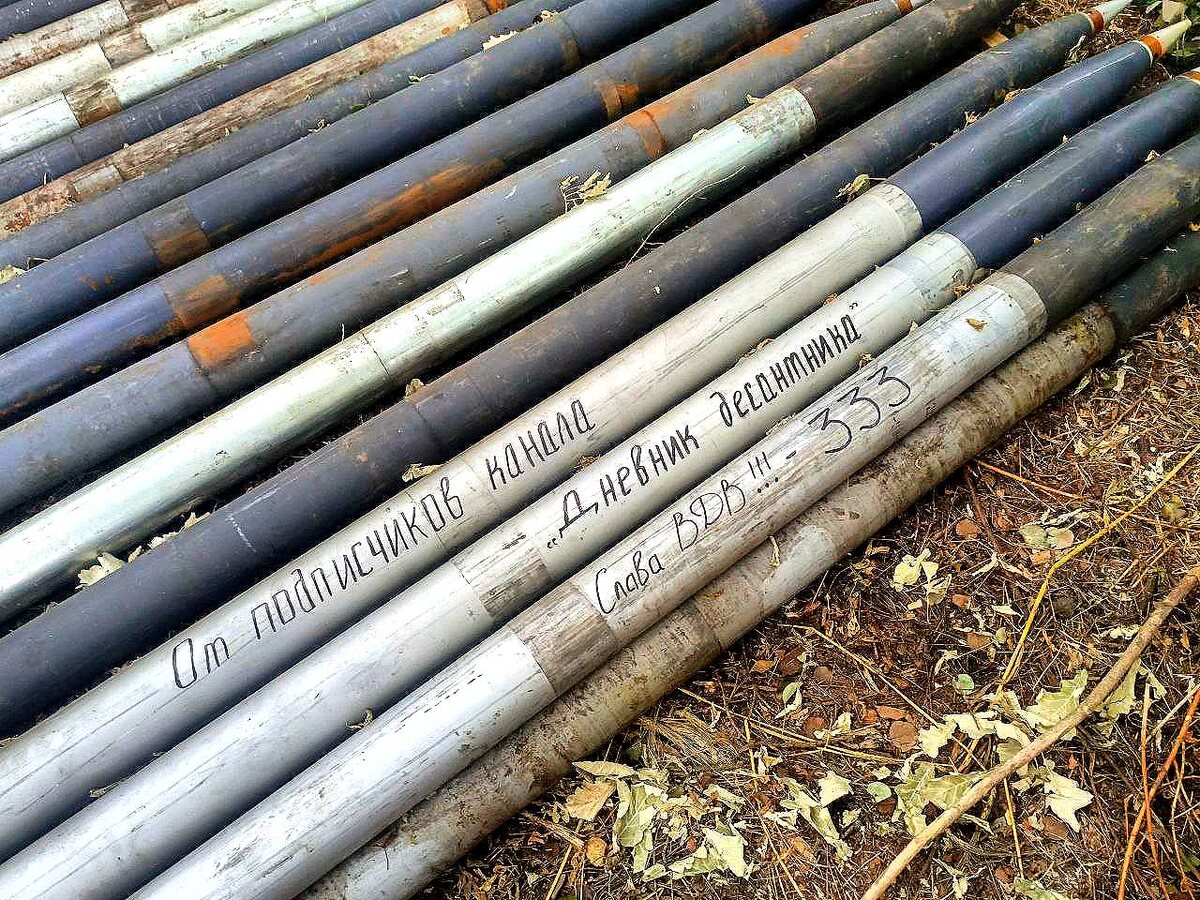 От подписчиков канала
„Дневник десантника“
Слава ВДВ!!! - 333